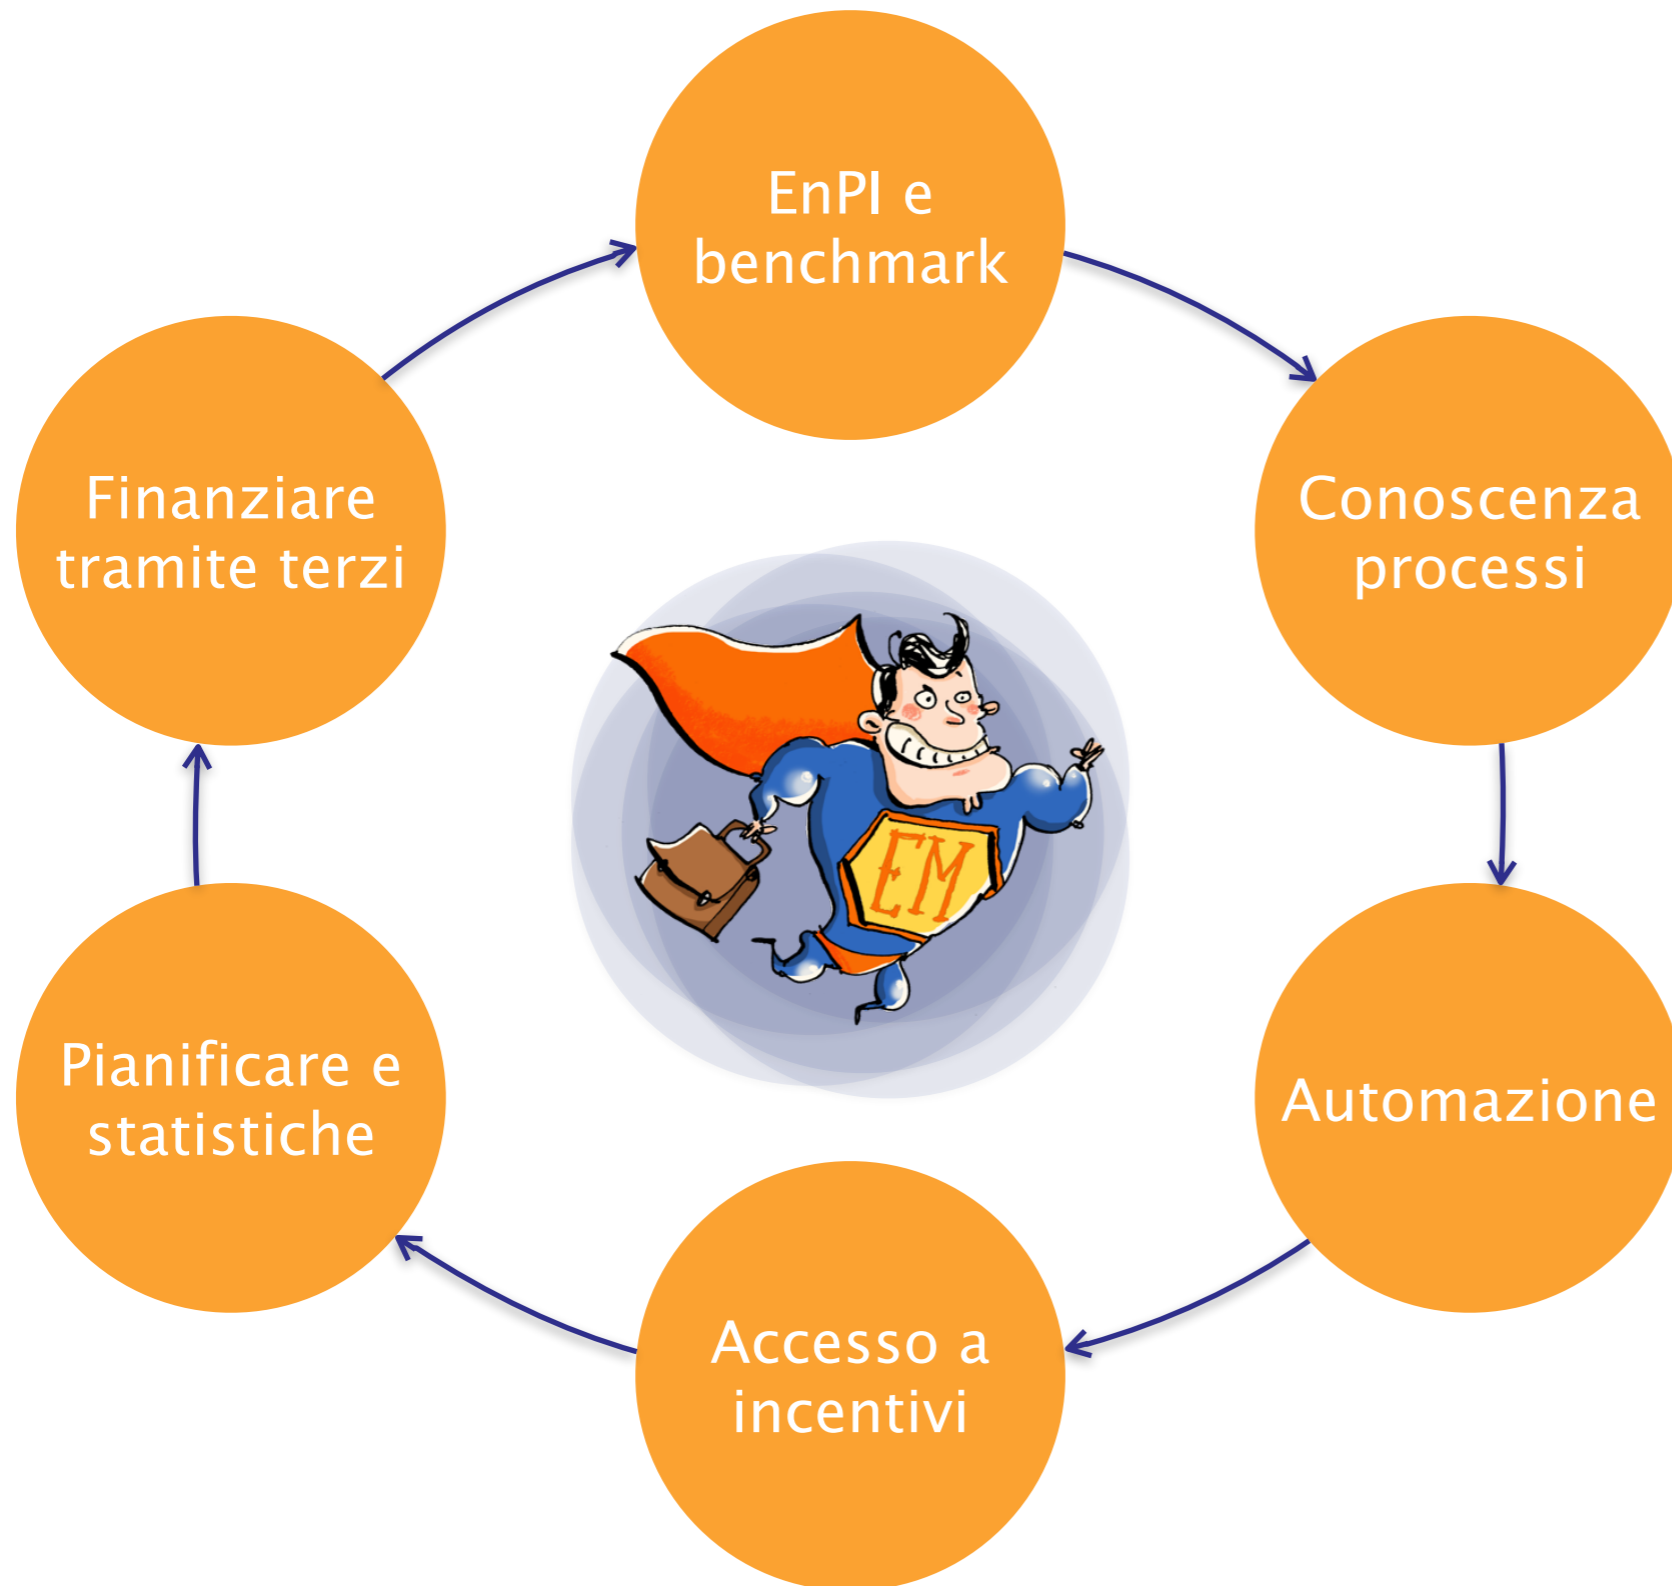 EnPI e
benchmark
Conoscenza
processi
Automazione
Accesso a
incentivi
Pianificare e
statistiche
Finanziare
tramite terzi
EM